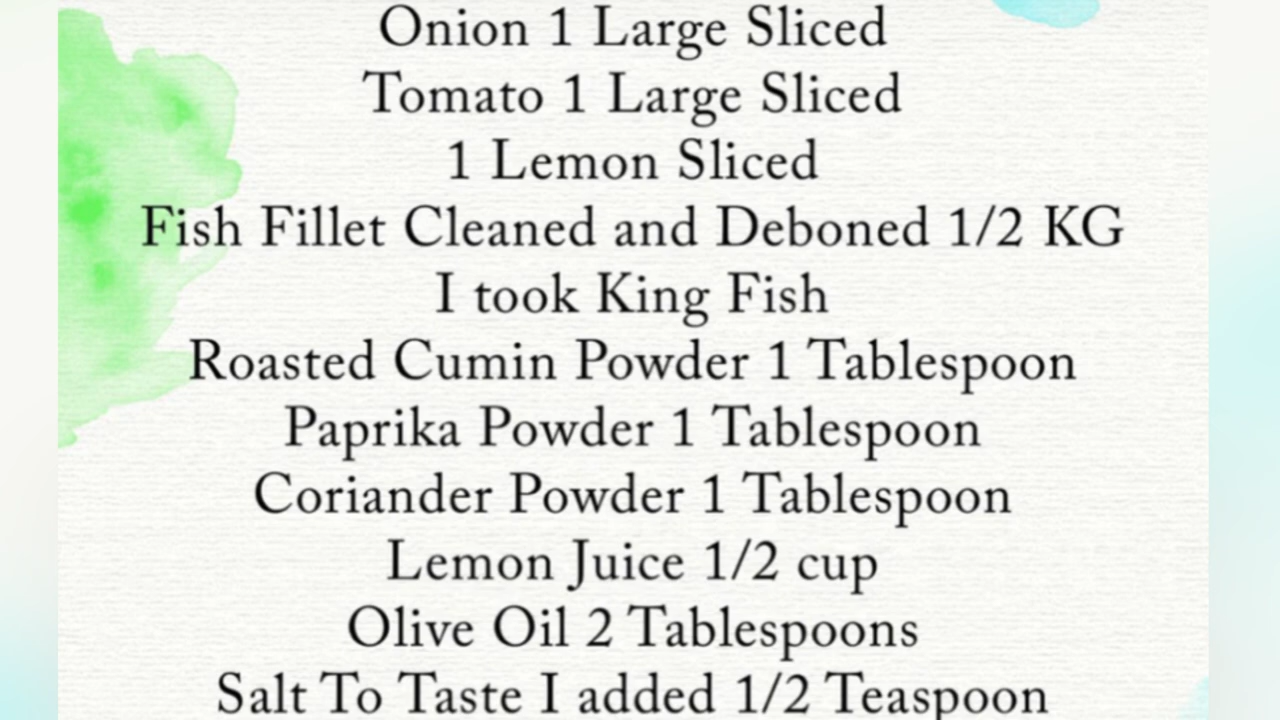 Onion 1 Large Sliced
Tomato 1 Large Sliced
1 Lemon Sliced
Fish Fillet Cleaned and Deboned 1/2 KG
I took King Fish
Roasted Cumin Powder 1 Tablespoon
Paprika Powder 1 Tablespoon
Coriander Powder 1 Tablespoon
Lemon Juice 1/2 cup
Olive Oil 2 Tablespoons
Salt To Taste I added 1/2 Teaspoon